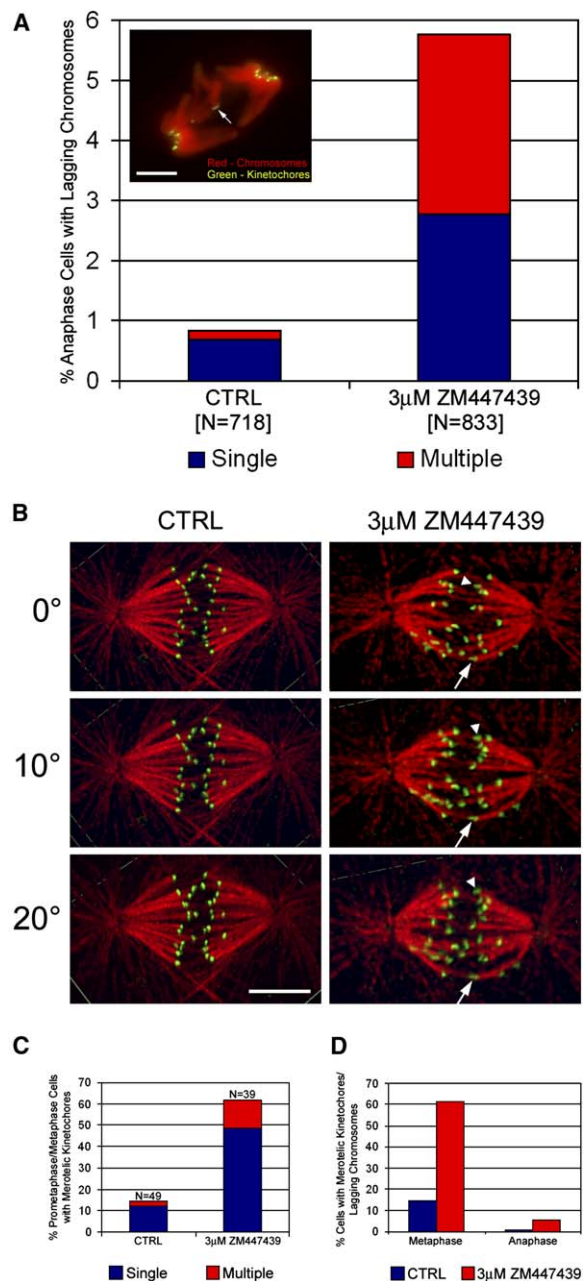 A
% Anaphase Cells with Lagging Chromosomes
6
5
4
3
2
1
0
Red - Chromosomes
Green - Kinetochores
CTRL
[N=718]
3μM ZM447439
[N=833]
Single
Multiple
B
CTRL
3μM ZM447439
0°
10°
20°
C
% Prometaphase/Metaphase Cells
with Merotelic Kinetochores
70
60
50
40
30
20
10
0
N=49
N=39
CTRL
3μM ZM447439
Single
Multiple
D
% Cells with Merotelic Kinetochores/
Lagging Chromosomes
70
60
50
40
30
20
10
0
Metaphase
Anaphase
CTRL
3μM ZM447439